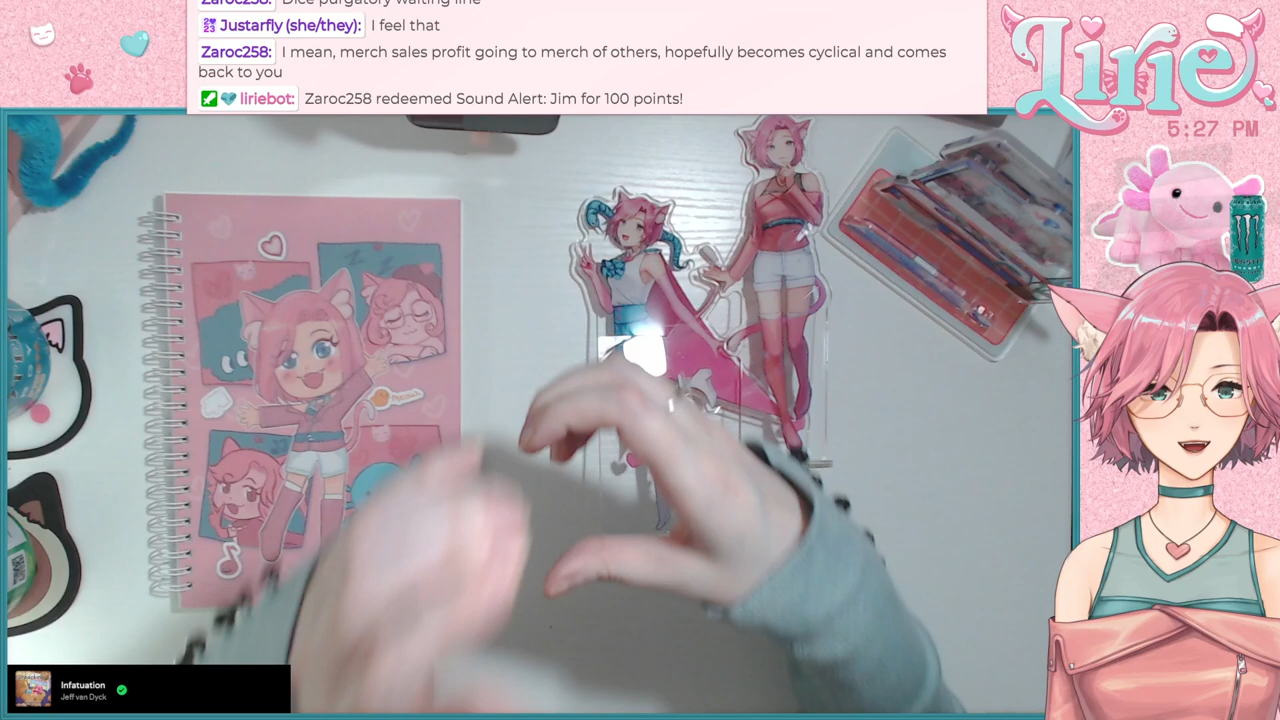 Zaroc258: Dice purgatory waiting line
Justarfly (she/they): I feel that
Zaroc258: I mean, merch sales profit going to merch of others, hopefully becomes cyclical and comes
back to you
liriebot: Zaroc258 redeemed Sound Alert: Jim for 100 points!
Lirie
5:27 PM
Infatuation
Jeff van Dyck